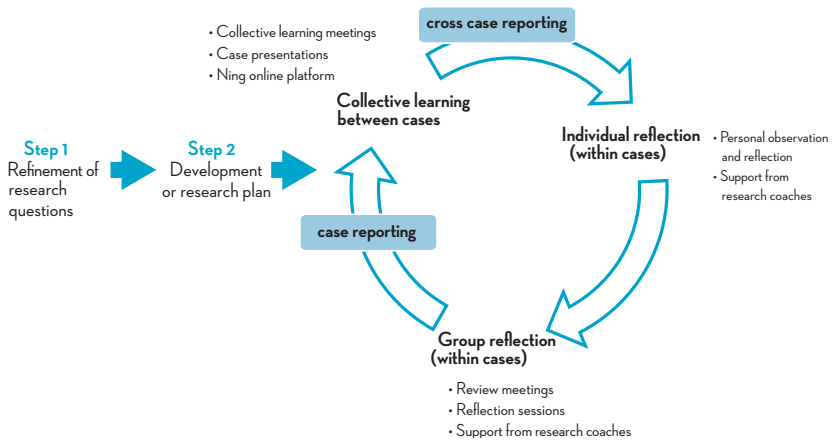 cross case reporting
• Collective learning meetings
• Case presentations
• Ning online platform
Collective learning
between cases
Individual reflection
(within cases)
• Personal observation
and reflection
• Support from
research coaches
Step 1
Refinement of
research
questions
Step 2
Development
or research plan
case reporting
Group reflection
(within cases)
• Review meetings
• Reflection sessions
• Support from research coaches